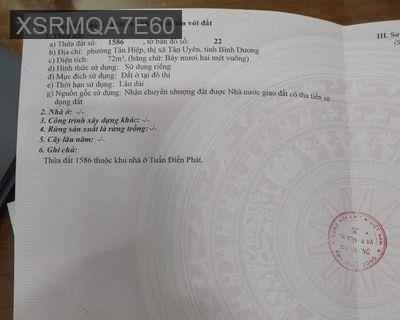 XSRMQA7E60
ền với đất
a) Thửa đất số: 1586 , tờ bản đồ số: 22
b) Địa chỉ: phường Tân Hiệp, thị xã Tân Uyên, tỉnh Bình Dương
c) Diện tích: 72m², (bằng chữ: Bảy mươi hai mét vuông)
d) Hình thức sử dụng: Sử dụng riêng
đ) Mục đích sử dụng: Đất ở tại đô thị
e) Thời hạn sử dụng: Lâu dài
g) Nguồn gốc sử dụng: Nhận chuyển nhượng đất được Nhà nước giao đất có thu tiền sử
dụng đất
2. Nhà ở: -/-
3. Công trình xây dựng khác: -/-
4. Rừng sản xuất là rừng trồng: -/-
5. Cây lâu năm: -/-
6. Ghi chú:
Thửa đất 1586 thuộc khu nhà ở Tuấn Điền Phát.
III. Sơ